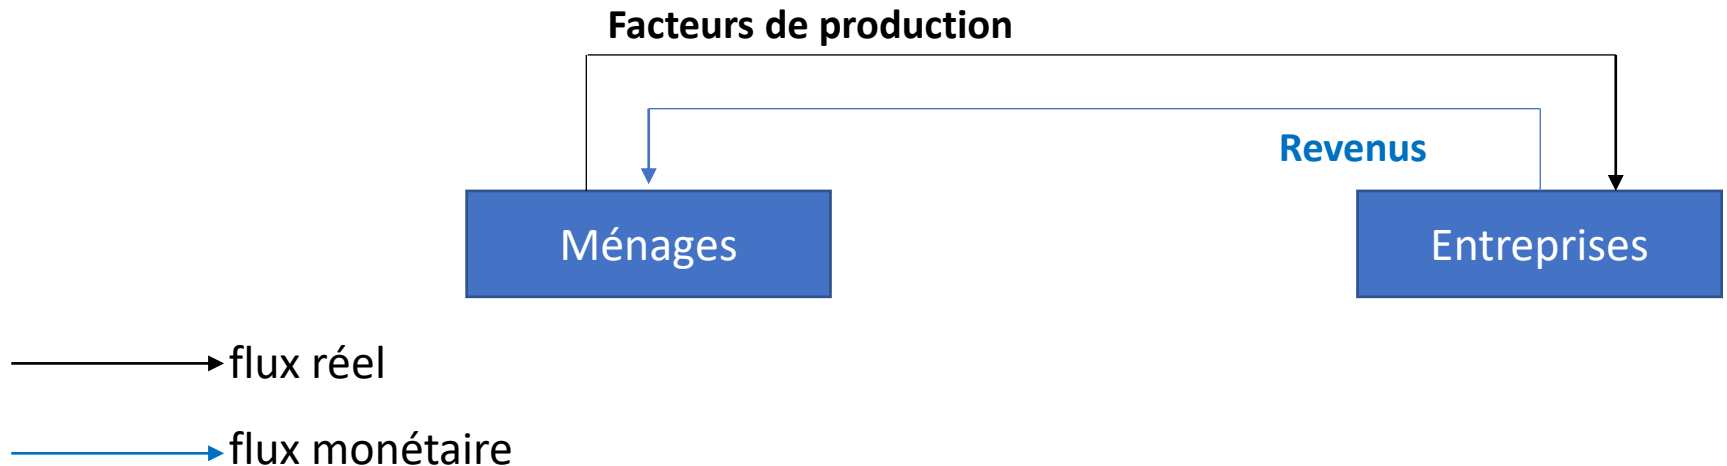 Facteurs de production
Revenus
Ménages
Entreprises
flux réel
flux monétaire